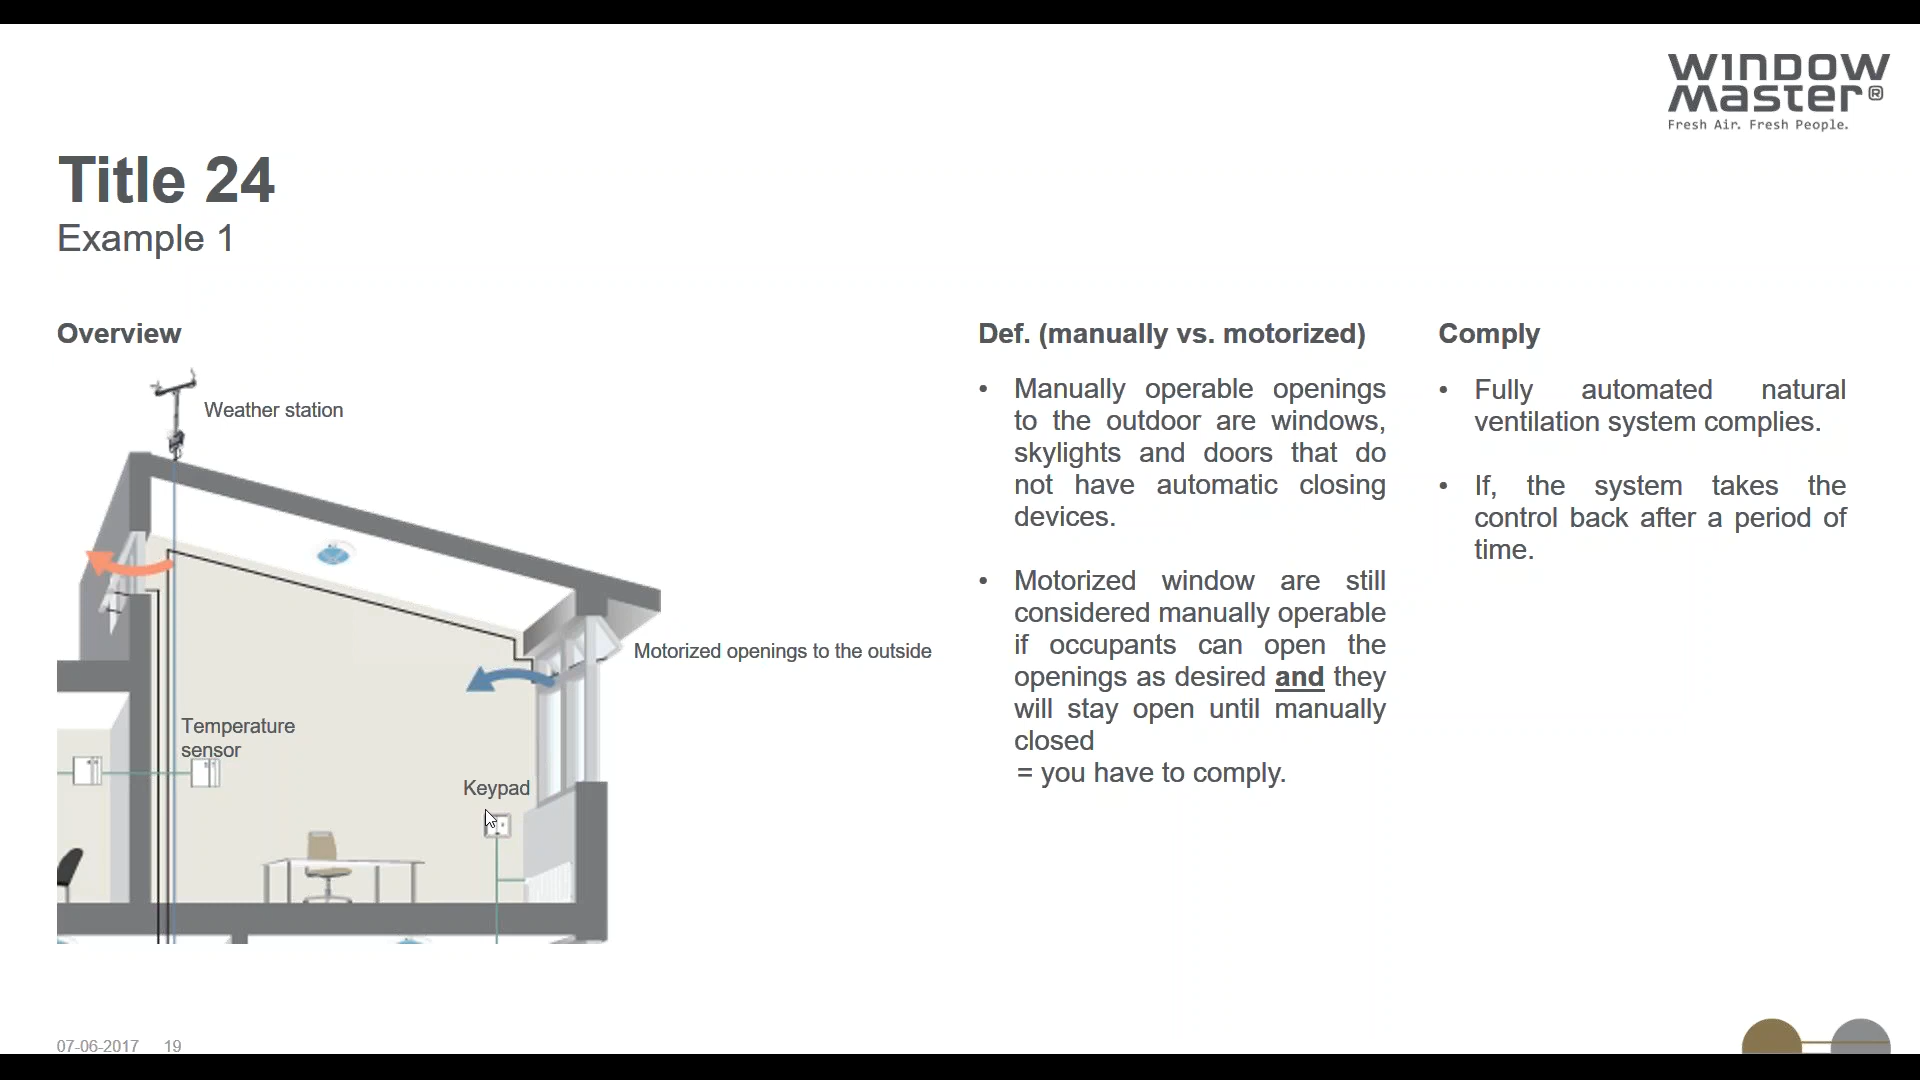 WINDOW
Master®
Fresh Air. Fresh People.
Title 24
Example 1
Overview
Weather station
Motorized openings to the outside
Temperature
sensor
Keypad
Def. (manually vs. motorized)
• Manually operable openings
to the outdoor are windows,
skylights and doors that do
not have automatic closing
devices.
• Motorized window are still
considered manually operable
if occupants can open the
openings as desired and they
will stay open until manually
closed
= you have to comply.
Comply
• Fully automated natural
ventilation system complies.
• If, the system takes the
control back after a period of
time.
07-06-2017 19